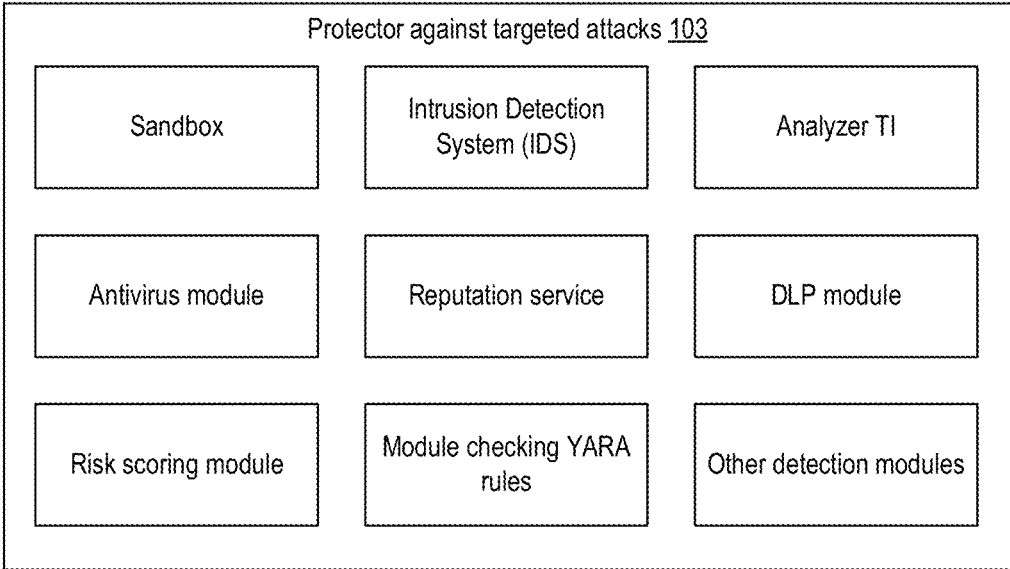 Protector against targeted attacks 103
Sandbox
Intrusion Detection
System (IDS)
Analyzer TI
Antivirus module
Reputation service
DLP module
Risk scoring module
Module checking YARA
rules
Other detection modules